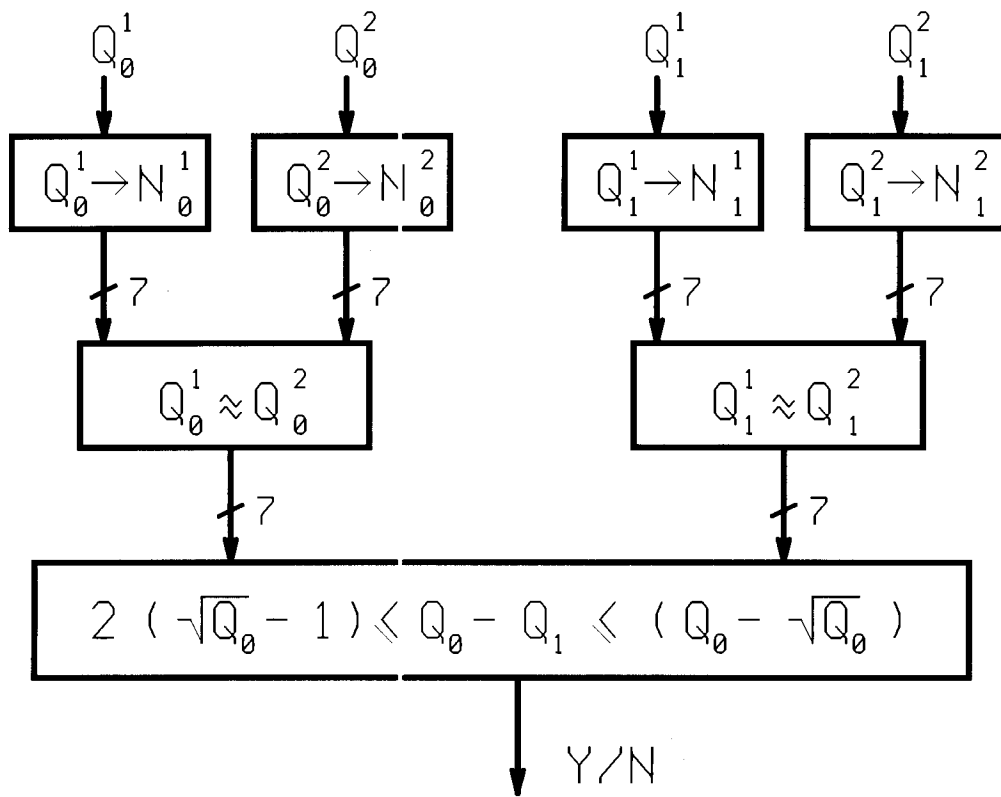 Q₀¹ Q₀² Q₁¹ Q₁²
Q₀¹→N₀¹ Q₀²→N₀² Q₁¹→N₁¹ Q₁²→N₁²
7 7 7 7
Q₀¹≈Q₀² Q₁¹≈Q₁²
7 7
2 (√Q₀ - 1) ⩽ Q₀ - Q₁ ⩽ (Q₀ - √Q₀)
Y/N